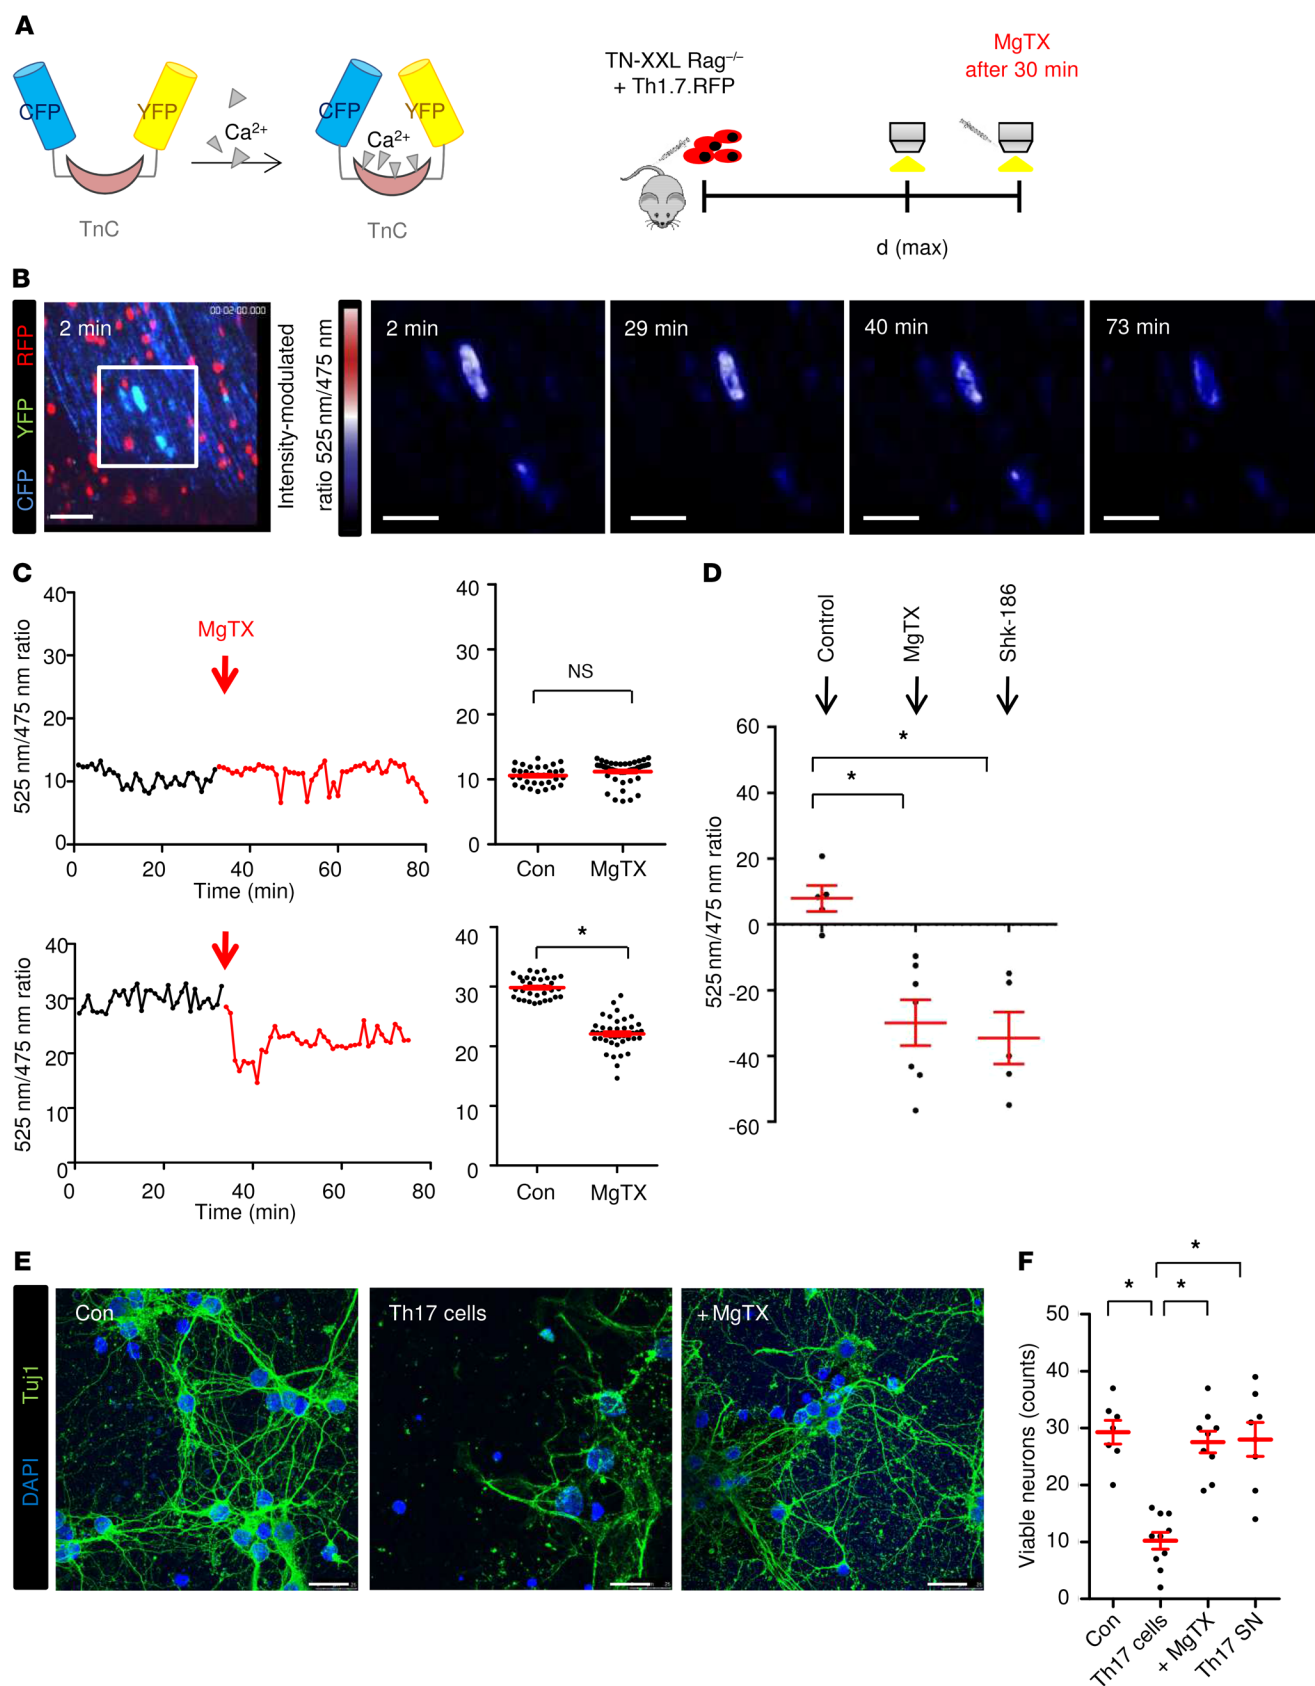 A
CFP
YFP
Ca2+
TnC
CFP
YFP
Ca2+
TnC
TN-XXL Rag–/–
+ Th1.7.RFP
MgTX
after 30 min
d (max)
B
CFP YFP RFP
2 min
00:02:00.000
Intensity-modulated
ratio 525nm/475 nm
2 min
29 min
40 min
73 min
C
525 nm/475 nm ratio
40
30
20
10
0
MgTX
0 20 40 60 80
Time (min)
40
30
20
10
0
NS
Con MgTX
525 nm/475 nm ratio
40
30
20
10
0
0 20 40 60 80
Time (min)
40
30
20
10
0
*
Con MgTX
D
Control
MgTX
Shk-186
525 nm/475 nm ratio
60
40
20
0
-20
-40
-60
*
*
E
DAPI Tuj1
Con
Th17 cells
+ MgTX
F
Viable neurons (counts)
50
40
30
20
10
0
*
*
*
Con
Th17 cells
+ MgTX
Th17 SN